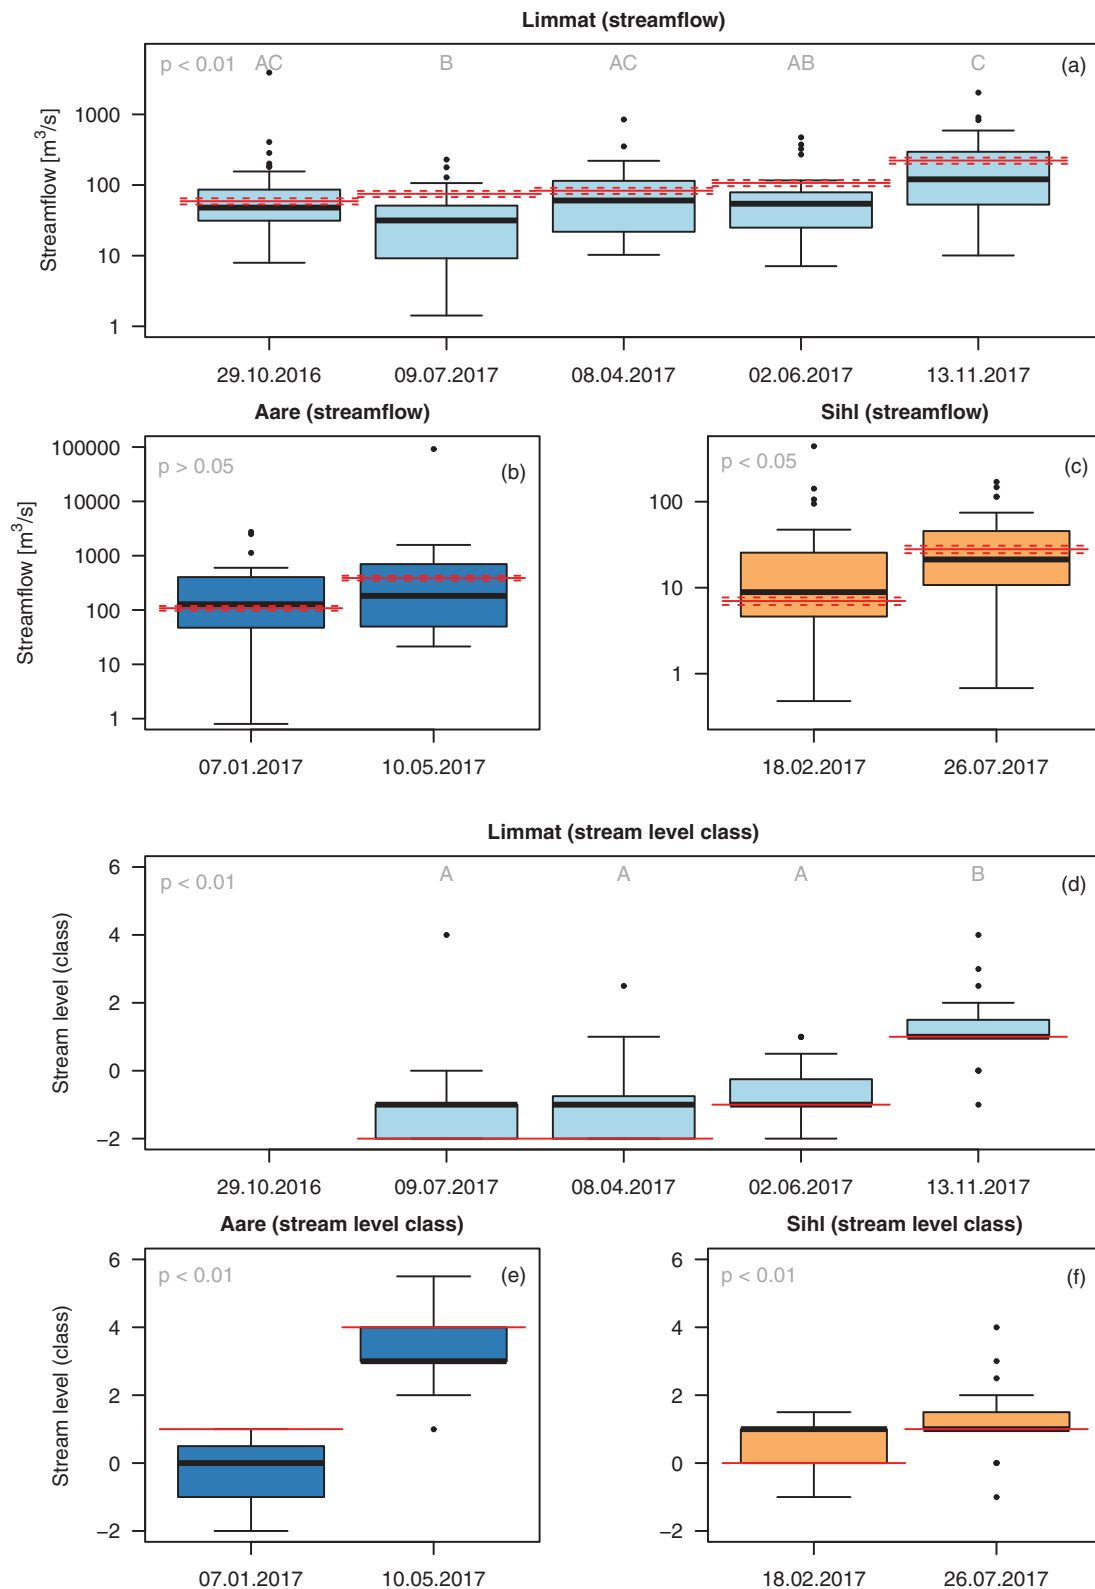 Limmat (streamflow)
p < 0.01 AC B AC AB C (a)
Streamflow [m³/s]
1000
100
10
1
29.10.2016 09.07.2017 08.04.2017 02.06.2017 13.11.2017
Aare (streamflow)
p > 0.05 (b)
Streamflow [m³/s]
100000
10000
1000
100
10
1
07.01.2017 10.05.2017
Sihl (streamflow)
p < 0.05 (c)
100
10
1
18.02.2017 26.07.2017
Limmat (stream level class)
p < 0.01 A A A B (d)
Stream level (class)
6
4
2
0
−2
29.10.2016 09.07.2017 08.04.2017 02.06.2017 13.11.2017
Aare (stream level class)
p < 0.01 (e)
Stream level (class)
6
4
2
0
−2
07.01.2017 10.05.2017
Sihl (stream level class)
p < 0.01 (f)
6
4
2
0
−2
18.02.2017 26.07.2017